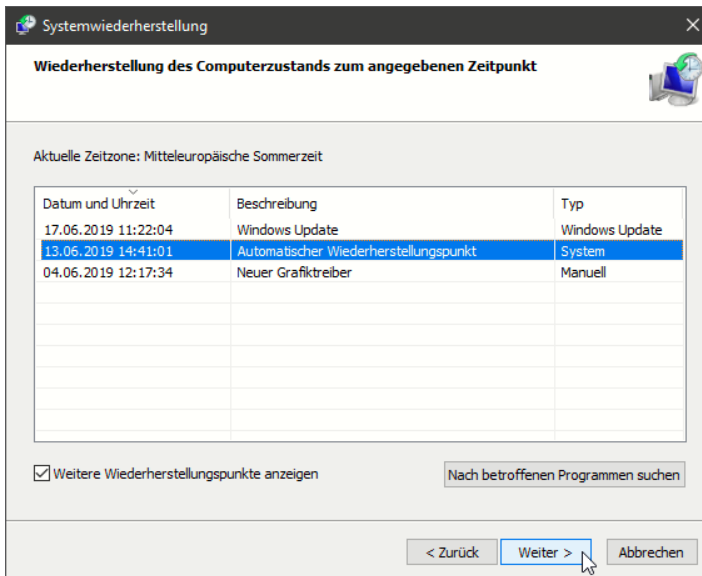 Systemwiederherstellung
Wiederherstellung des Computerzustands zum angegebenen Zeitpunkt
Aktuelle Zeitzone: Mitteleuropäische Sommerzeit
Datum und Uhrzeit Beschreibung Typ
17.06.2019 11:22:04 Windows Update Windows Update
13.06.2019 14:41:01 Automatischer Wiederherstellungspunkt System
04.06.2019 12:17:34 Neuer Grafiktreiber Manuell
Weitere Wiederherstellungspunkte anzeigen Nach betroffenen Programmen suchen
< Zurück Weiter > Abbrechen